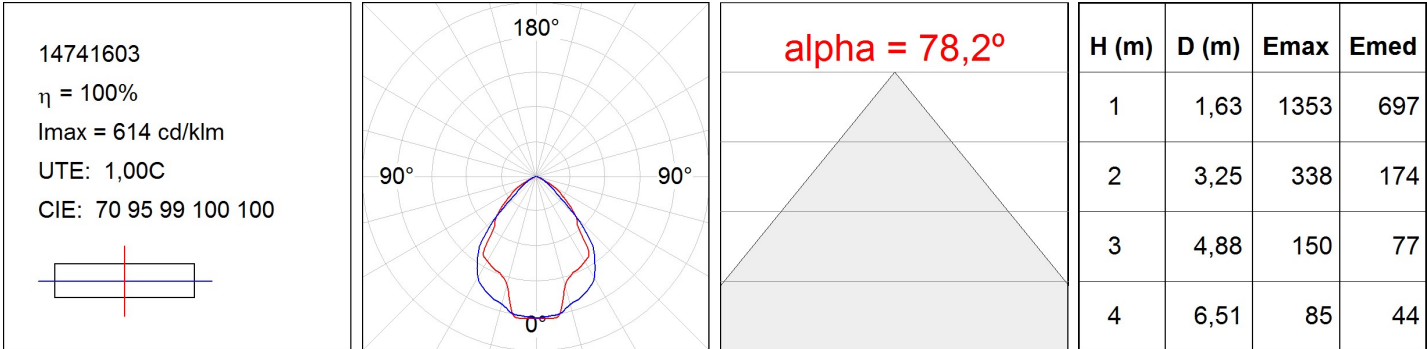 14741603
η = 100%
Imax = 614 cd/klm
UTE: 1,00C
CIE: 70 95 99 100 100
180°
90° 90°
0°
alpha = 78,2º
H (m) D (m) Emax Emed
1 1,63 1353 697
2 3,25 338 174
3 4,88 150 77
4 6,51 85 44